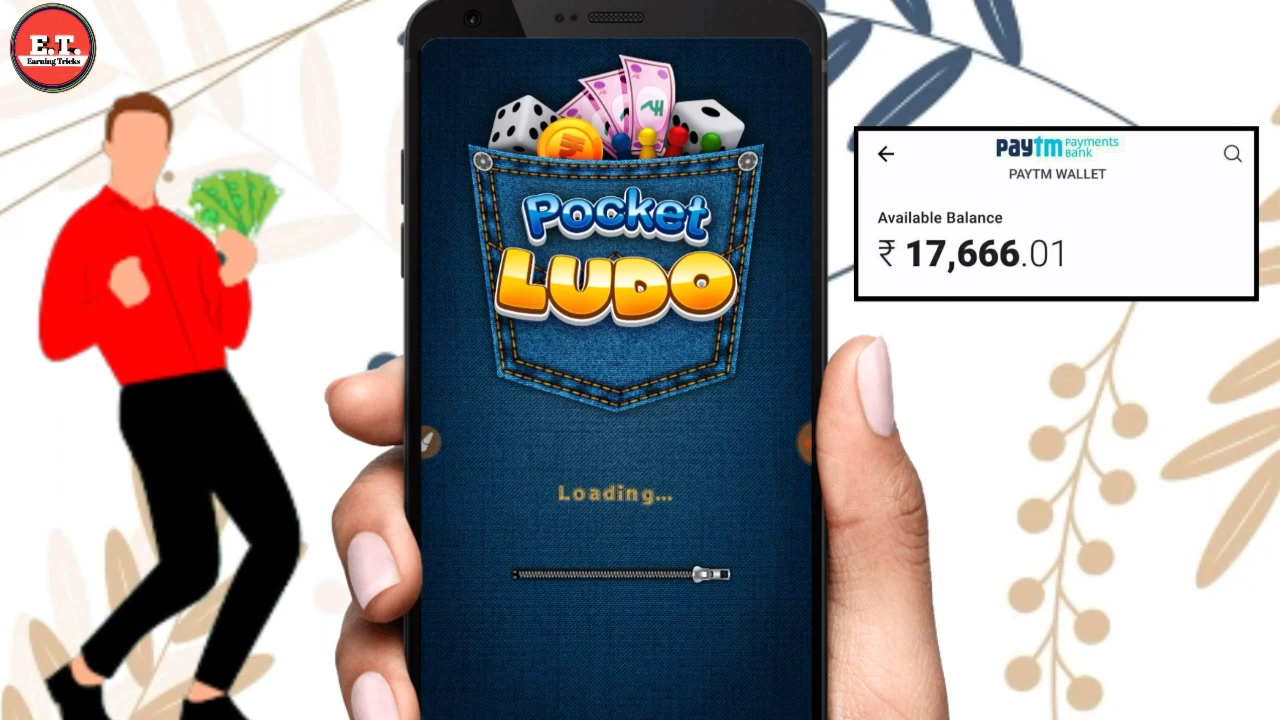 E.T.
Earning Tricks
Pocket
LUDO
Loading...
paytm Payments Bank
PAYTM WALLET
Available Balance
₹ 17,666.01